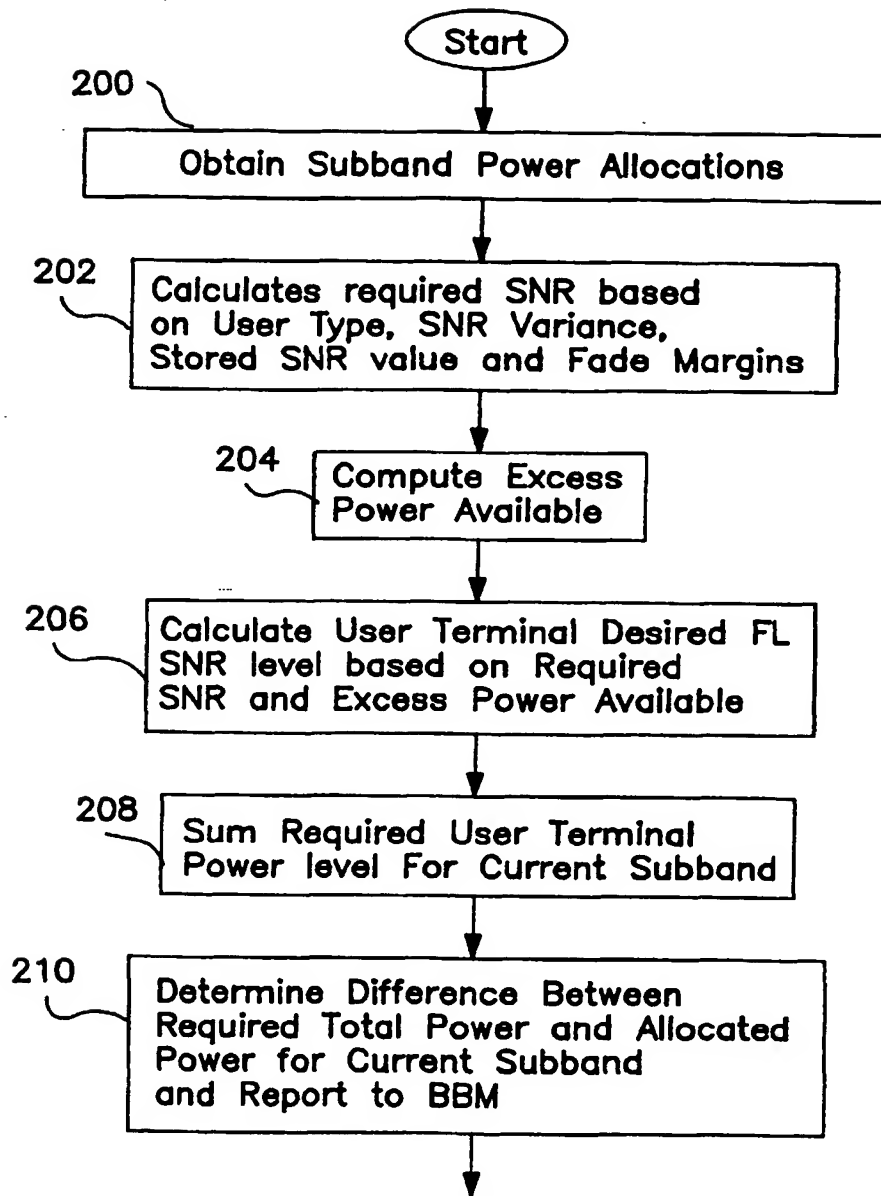 Start
200
Obtain Subband Power Allocations
202
Calculates required SNR based
on User Type, SNR Variance,
Stored SNR value and Fade Margins
204
Compute Excess
Power Available
206
Calculate User Terminal Desired FL
SNR level based on Required
SNR and Excess Power Available
208
Sum Required User Terminal
Power level For Current Subband
210
Determine Difference Between
Required Total Power and Allocated
Power for Current Subband
and Report to BBM